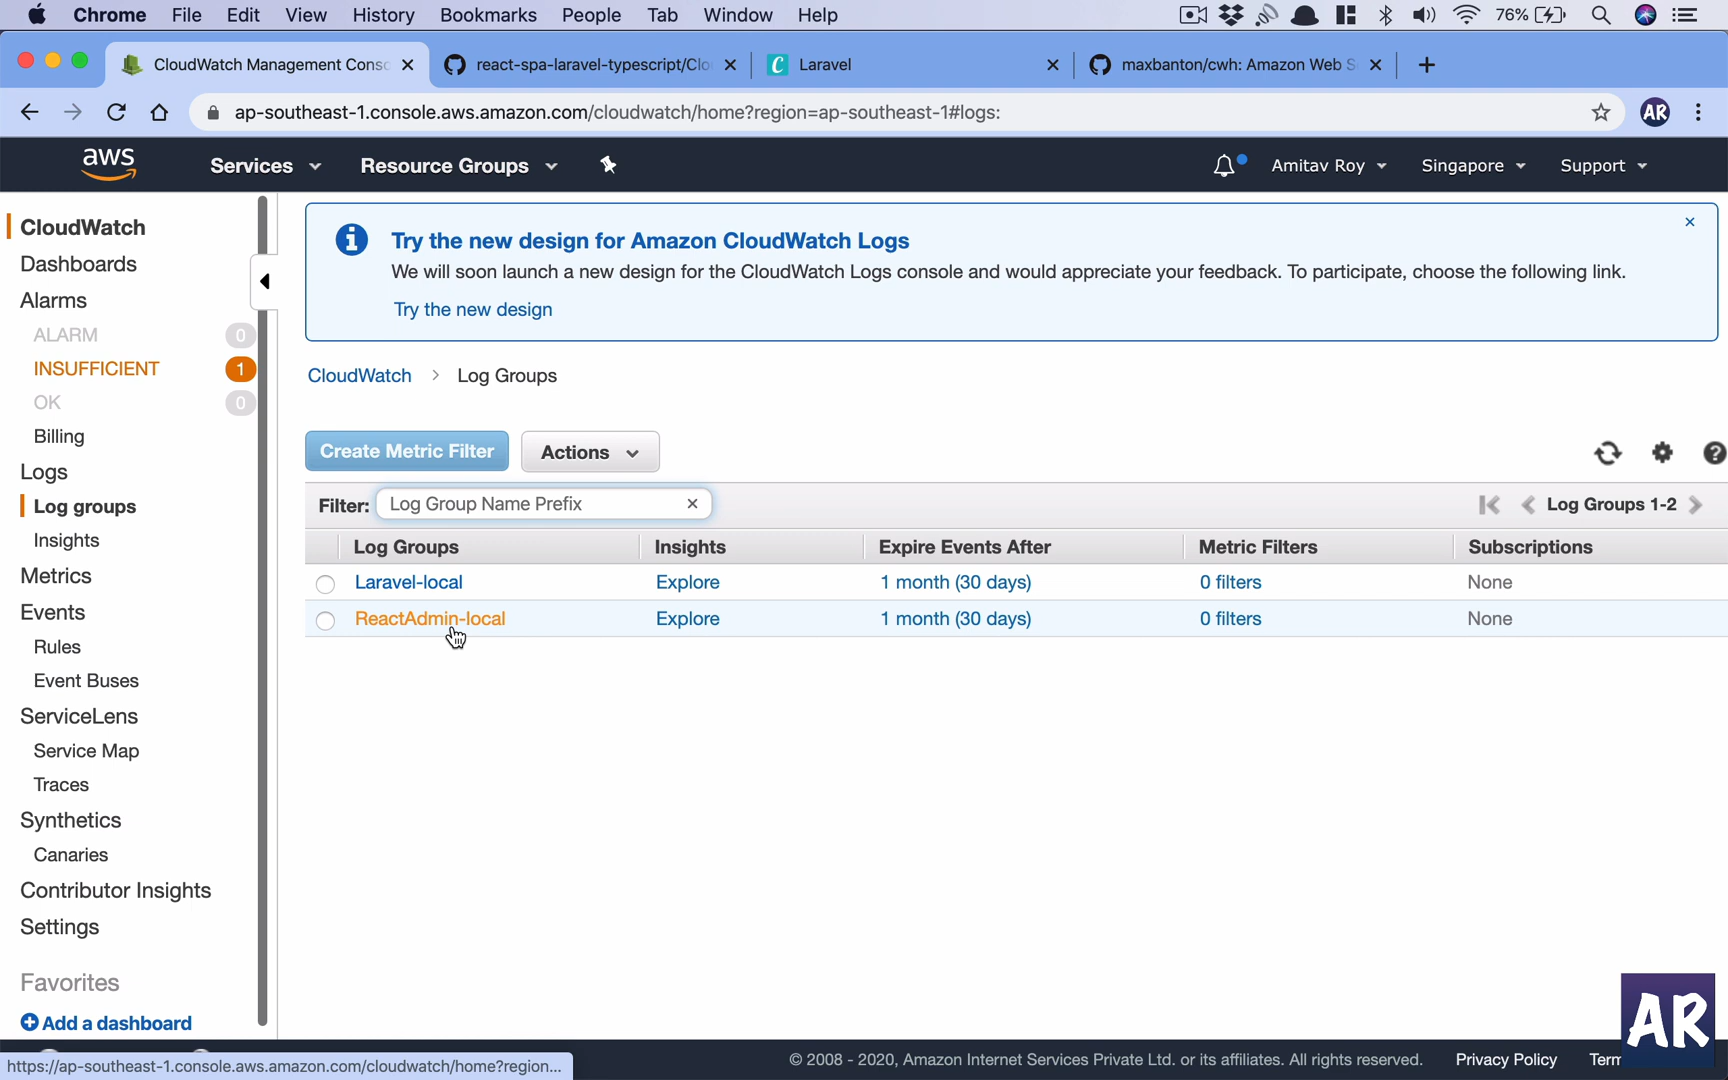 Chrome File Edit View History Bookmarks People Tab Window Help 76%
CloudWatch Management Consc
react-spa-laravel-typescript/Clo
Laravel
maxbanton/cwh: Amazon Web S
ap-southeast-1.console.aws.amazon.com/cloudwatch/home?region=ap-southeast-1#logs:
AR
aws Services Resource Groups Amitav Roy Singapore Support
CloudWatch
Dashboards
Alarms
ALARM 0
INSUFFICIENT 1
OK 0
Billing
Logs
Log groups
Insights
Metrics
Events
Rules
Event Buses
ServiceLens
Service Map
Traces
Synthetics
Canaries
Contributor Insights
Settings
Favorites
Add a dashboard
Try the new design for Amazon CloudWatch Logs
We will soon launch a new design for the CloudWatch Logs console and would appreciate your feedback. To participate, choose the following link.
Try the new design
CloudWatch > Log Groups
Create Metric Filter Actions
Filter: Log Group Name Prefix Log Groups 1-2
Log Groups Insights Expire Events After Metric Filters Subscriptions
Laravel-local Explore 1 month (30 days) 0 filters None
ReactAdmin-local Explore 1 month (30 days) 0 filters None
AR
https://ap-southeast-1.console.aws.amazon.com/cloudwatch/home?region...
© 2008 - 2020, Amazon Internet Services Private Ltd. or its affiliates. All rights reserved. Privacy Policy Term